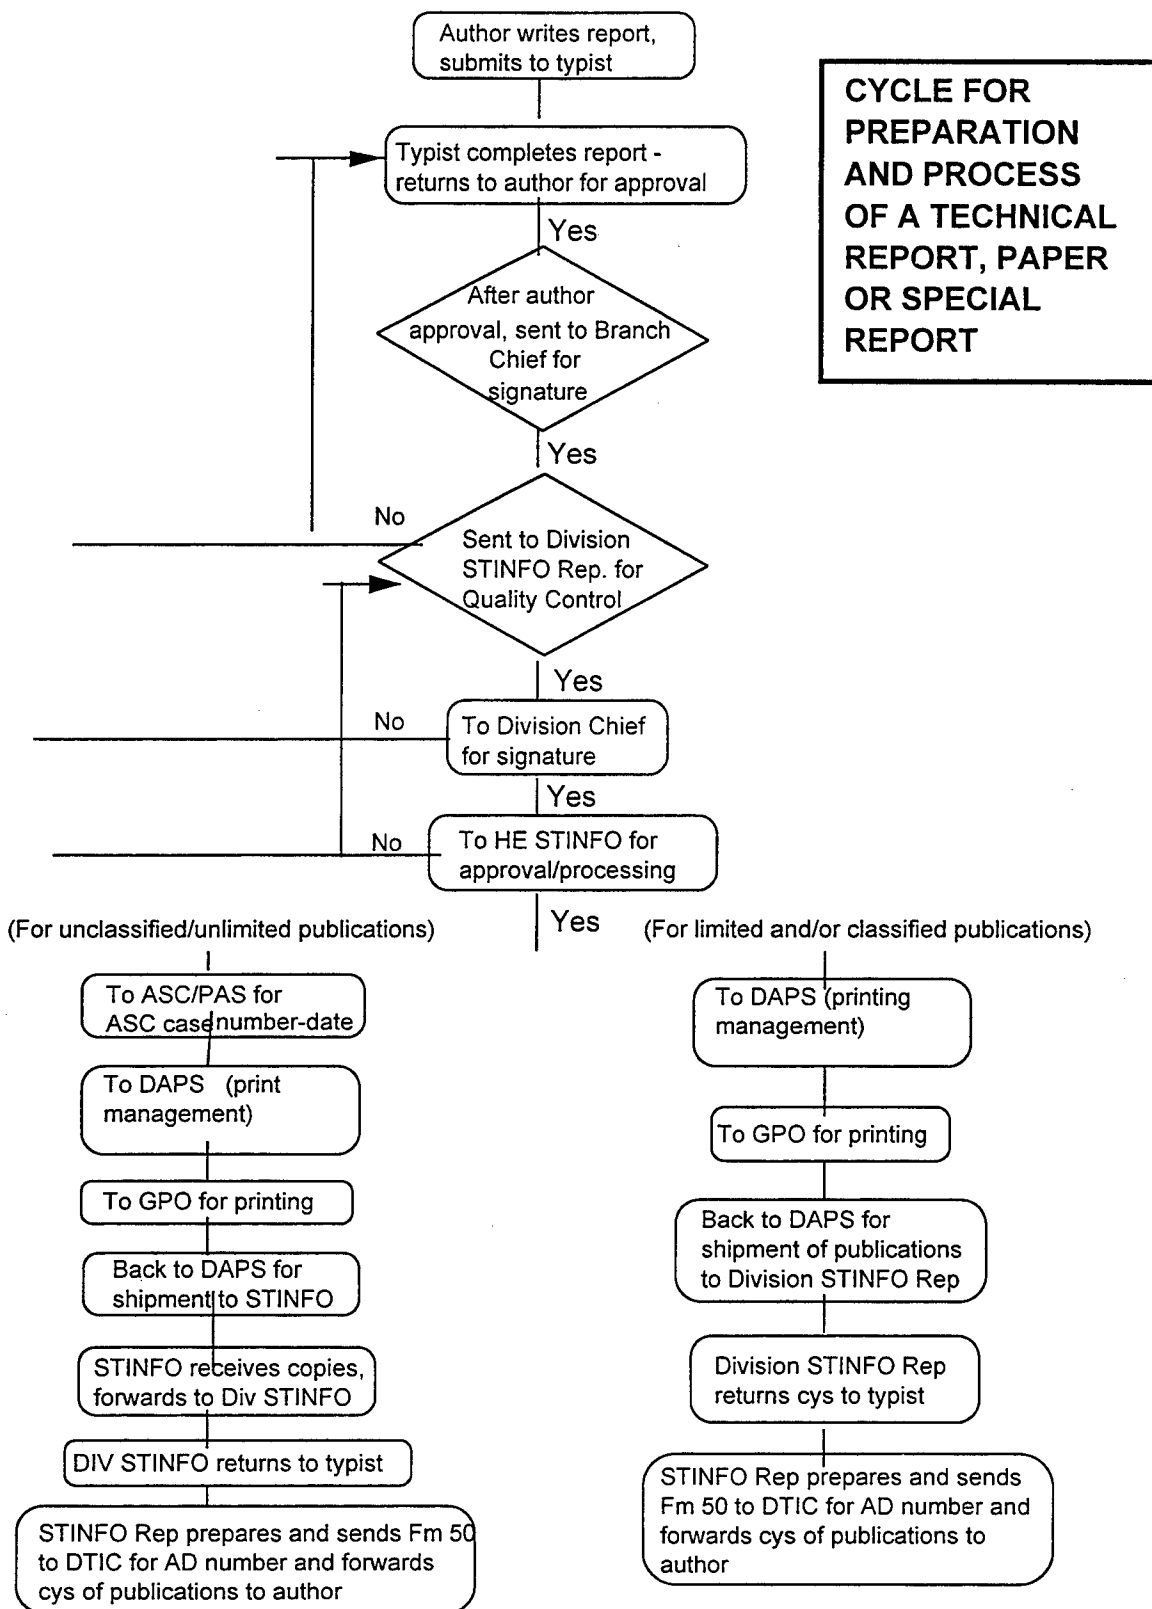 Author writes report,
submits to typist
CYCLE FOR
PREPARATION
AND PROCESS
OF A TECHNICAL
REPORT, PAPER
OR SPECIAL
REPORT
Typist completes report -
returns to author for approval
Yes
After author
approval, sent to Branch
Chief for
signature
Yes
No
Sent to Division
STINFO Rep. for
Quality Control
Yes
No
To Division Chief
for signature
Yes
No
To HE STINFO for
approval/processing
Yes
(For unclassified/unlimited publications)
To ASC/PAS for
ASC case number-date
To DAPS (print
management)
To GPO for printing
Back to DAPS for
shipment to STINFO
STINFO receives copies,
forwards to Div STINFO
DIV STINFO returns to typist
STINFO Rep prepares and sends Fm 50
to DTIC for AD number and forwards
cys of publications to author
(For limited and/or classified publications)
To DAPS (printing
management)
To GPO for printing
Back to DAPS for
shipment of publications
to Division STINFO Rep
Division STINFO Rep
returns cys to typist
STINFO Rep prepares and sends
Fm 50 to DTIC for AD number and
forwards cys of publications to
author